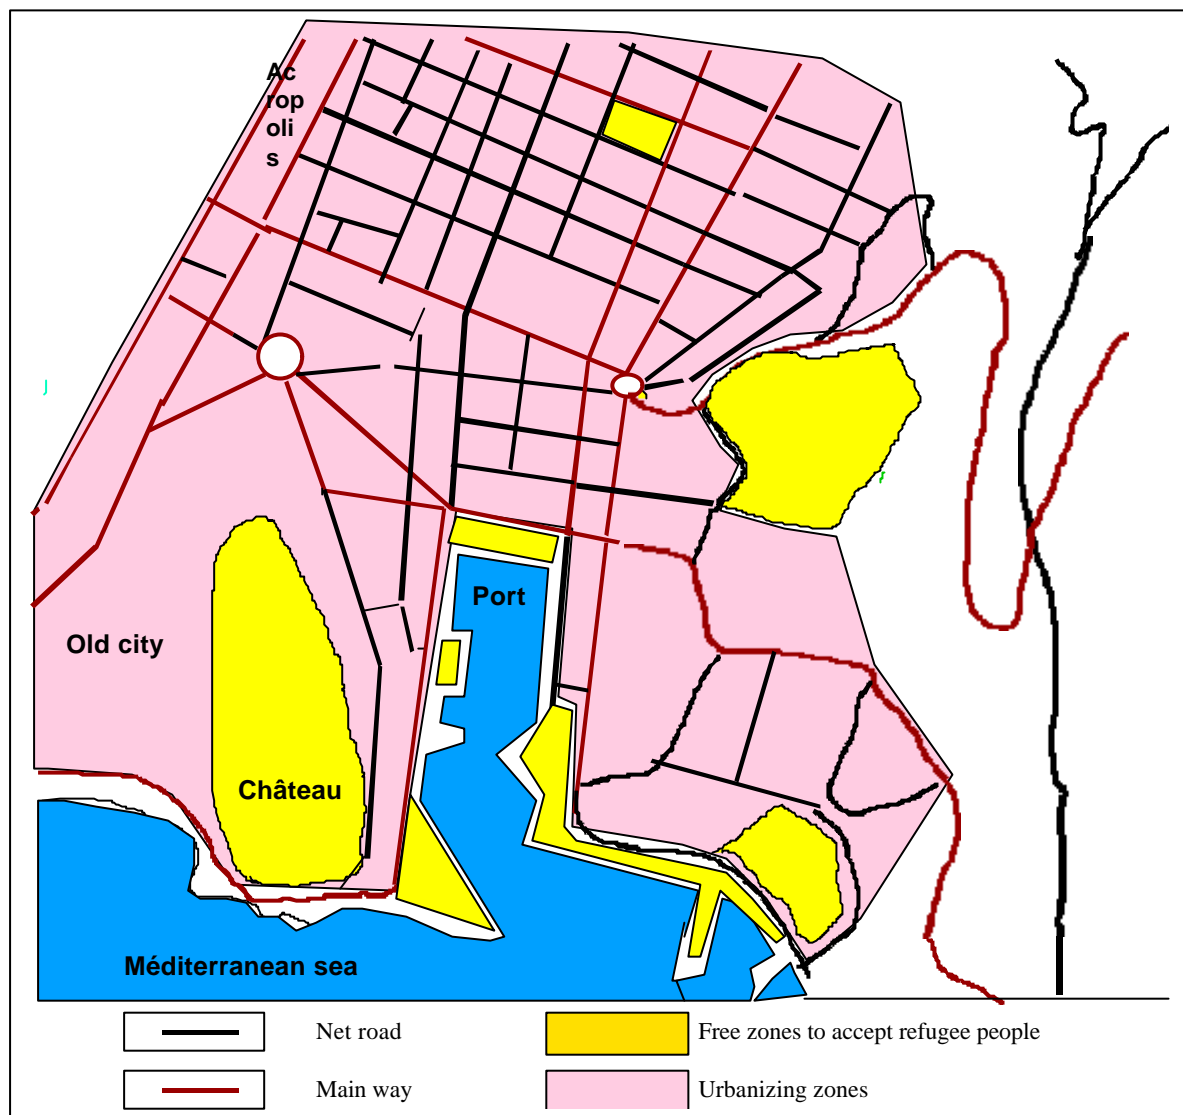 Ac
rop
oli
s
Port
Old city
Château
Méditerranean sea
Net road
Free zones to accept refugee people
Main way
Urbanizing zones